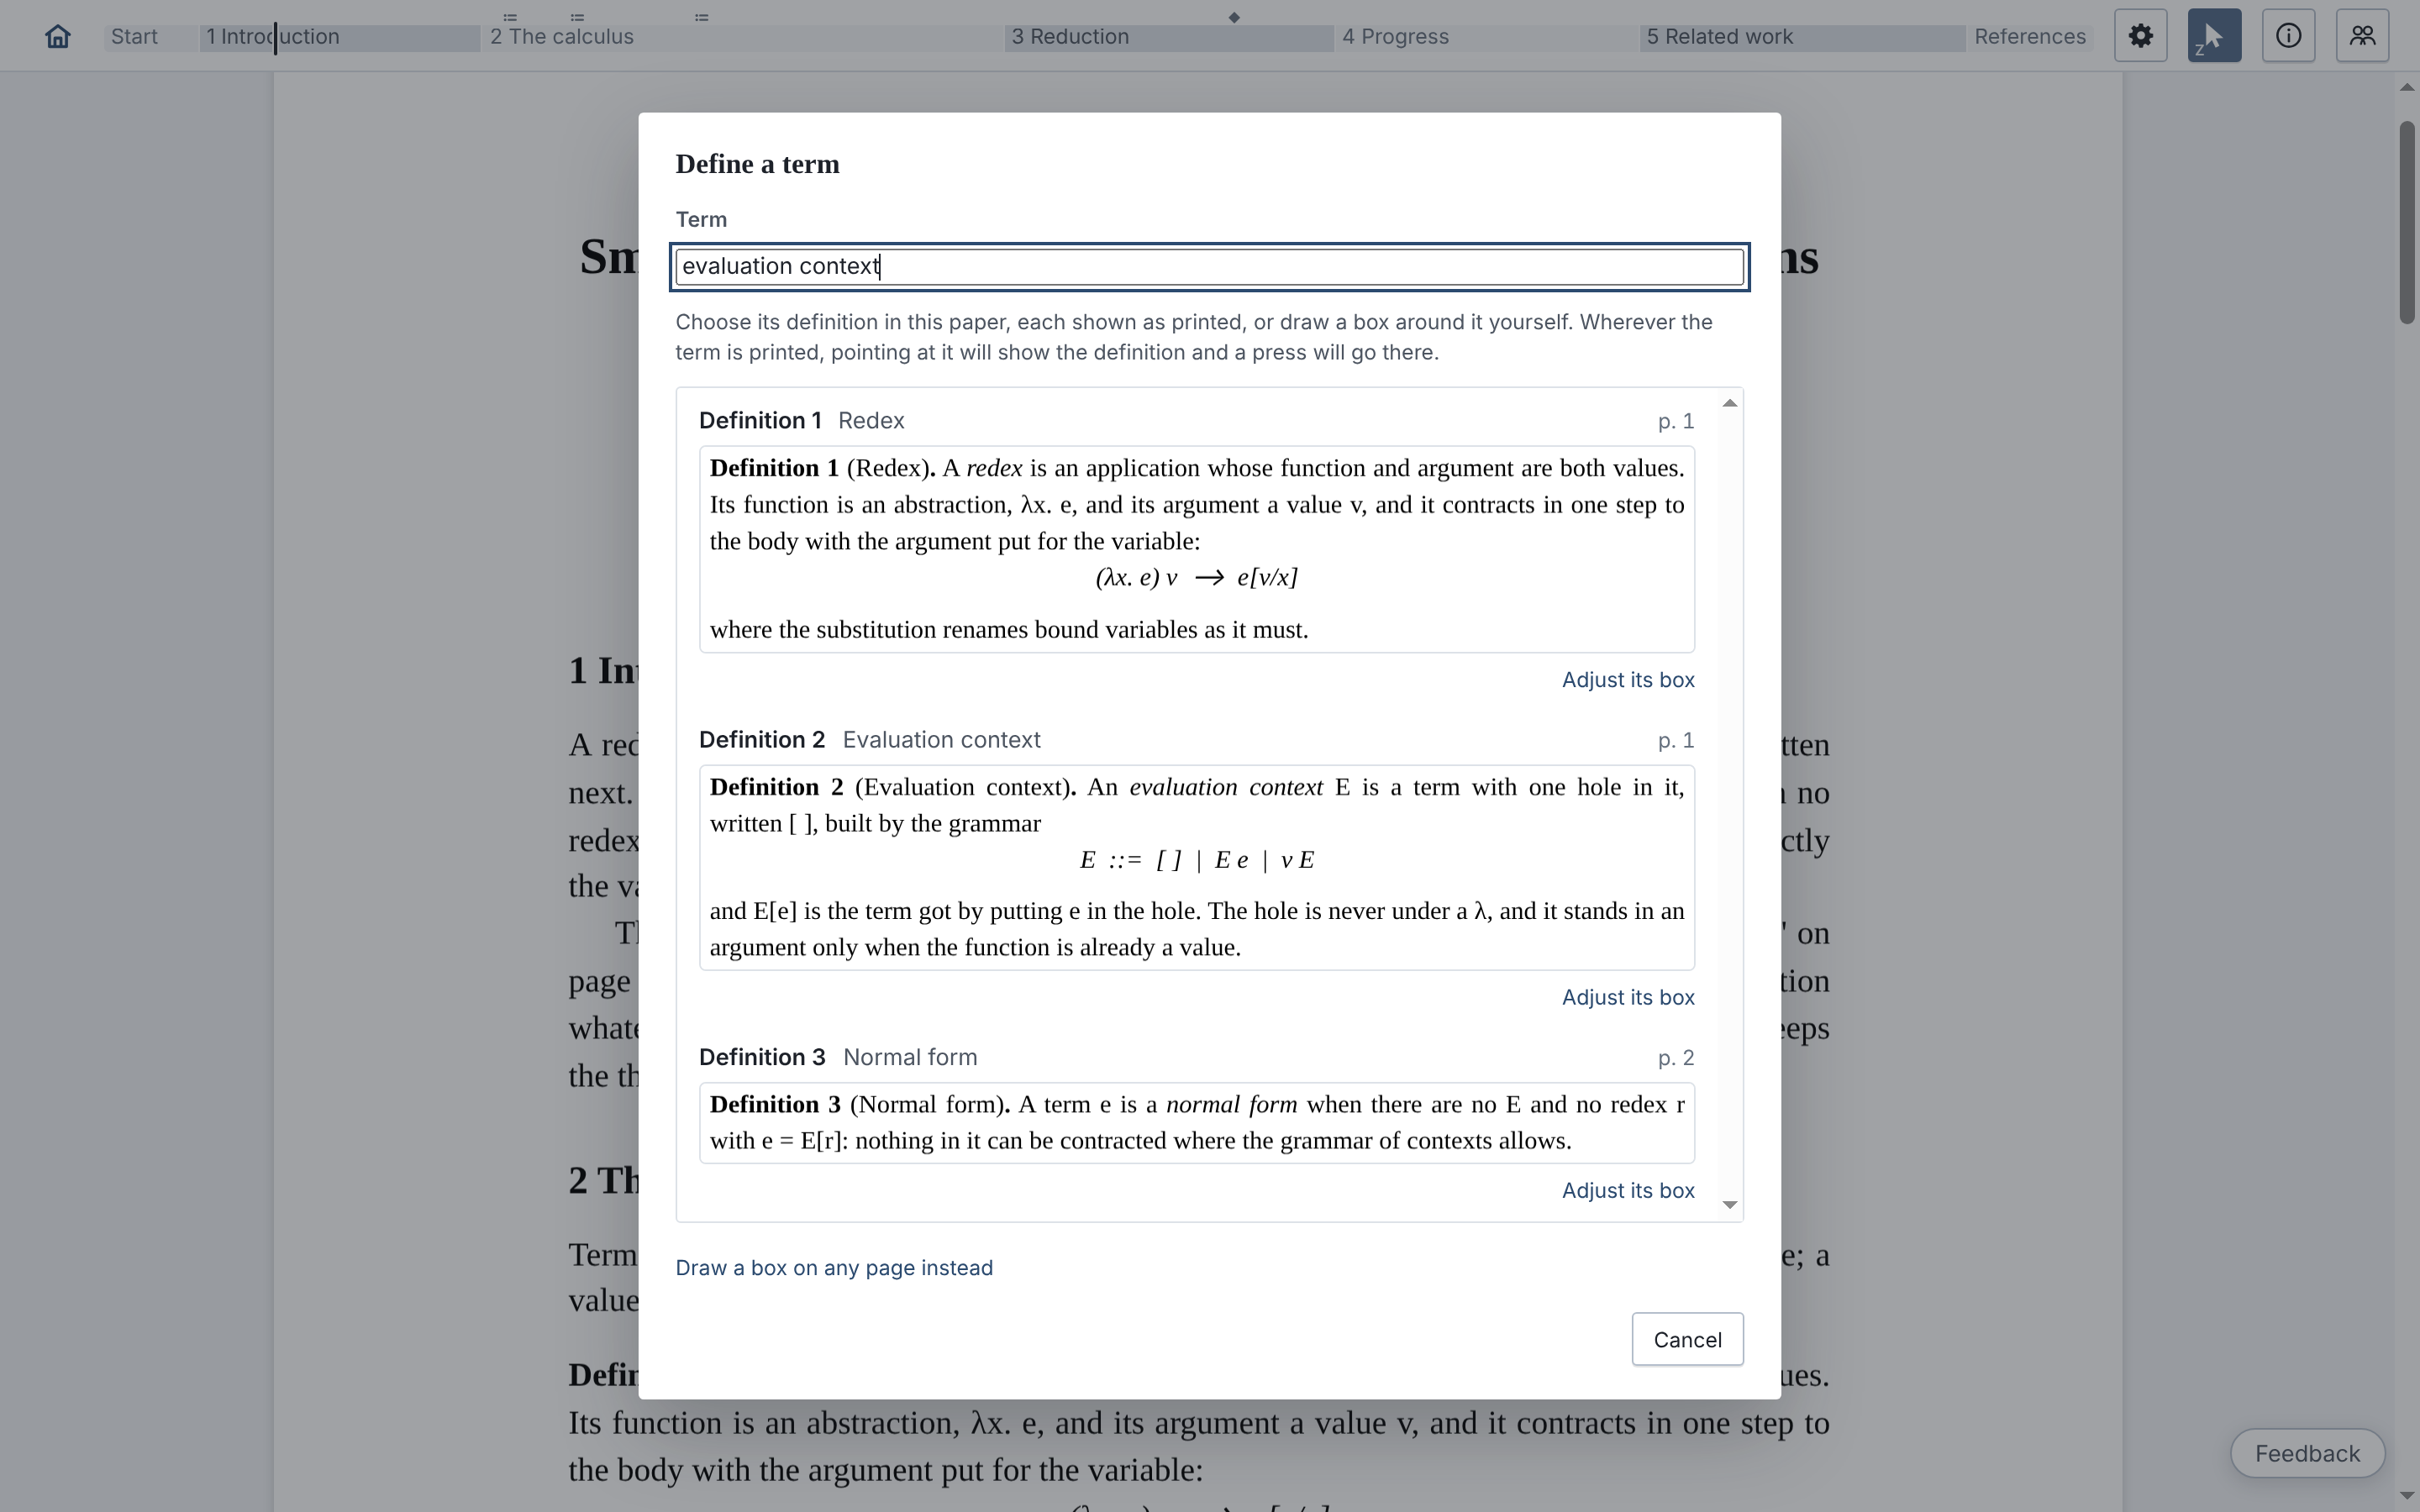 Start
1 Introduction
2 The calculus
3 Reduction
4 Progress
5 Related work
References
z
Sm
ns
Define a term
Term
evaluation context
Choose its definition in this paper, each shown as printed, or draw a box around it yourself. Wherever the
term is printed, pointing at it will show the definition and a press will go there.
Definition 1 Redex p. 1
Definition 1 (Redex). A redex is an application whose function and argument are both values.
Its function is an abstraction, λx. e, and its argument a value v, and it contracts in one step to
the body with the argument put for the variable:
(λx. e) v ⟶ e[v/x]
where the substitution renames bound variables as it must.
Adjust its box
Definition 2 Evaluation context p. 1
Definition 2 (Evaluation context). An evaluation context E is a term with one hole in it,
written [ ], built by the grammar
E ::= [ ] | E e | v E
and E[e] is the term got by putting e in the hole. The hole is never under a λ, and it stands in an
argument only when the function is already a value.
Adjust its box
Definition 3 Normal form p. 2
Definition 3 (Normal form). A term e is a normal form when there are no E and no redex r
with e = E[r]: nothing in it can be contracted where the grammar of contexts allows.
Adjust its box
Draw a box on any page instead
Cancel
1 Int
A red
tten
next.
no
redex
ctly
the va
" on
page
tion
whate
eeps
the th
2 Th
Term
e; a
value
Defin
ues.
Its function is an abstraction, λx. e, and its argument a value v, and it contracts in one step to
the body with the argument put for the variable:
Feedback